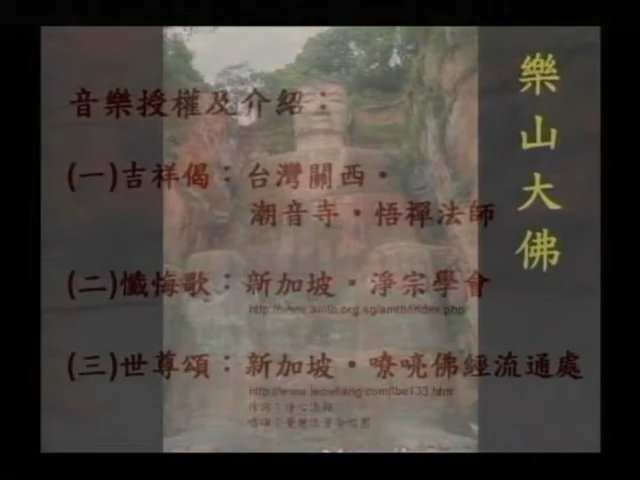 樂山大佛
音樂授權及介紹：
(一)吉祥偈：台灣關西・
潮音寺・悟禪法師
(二)懺悔歌：新加坡・淨宗學會
(三)世尊頌：新加坡・嘹喨佛經流通處